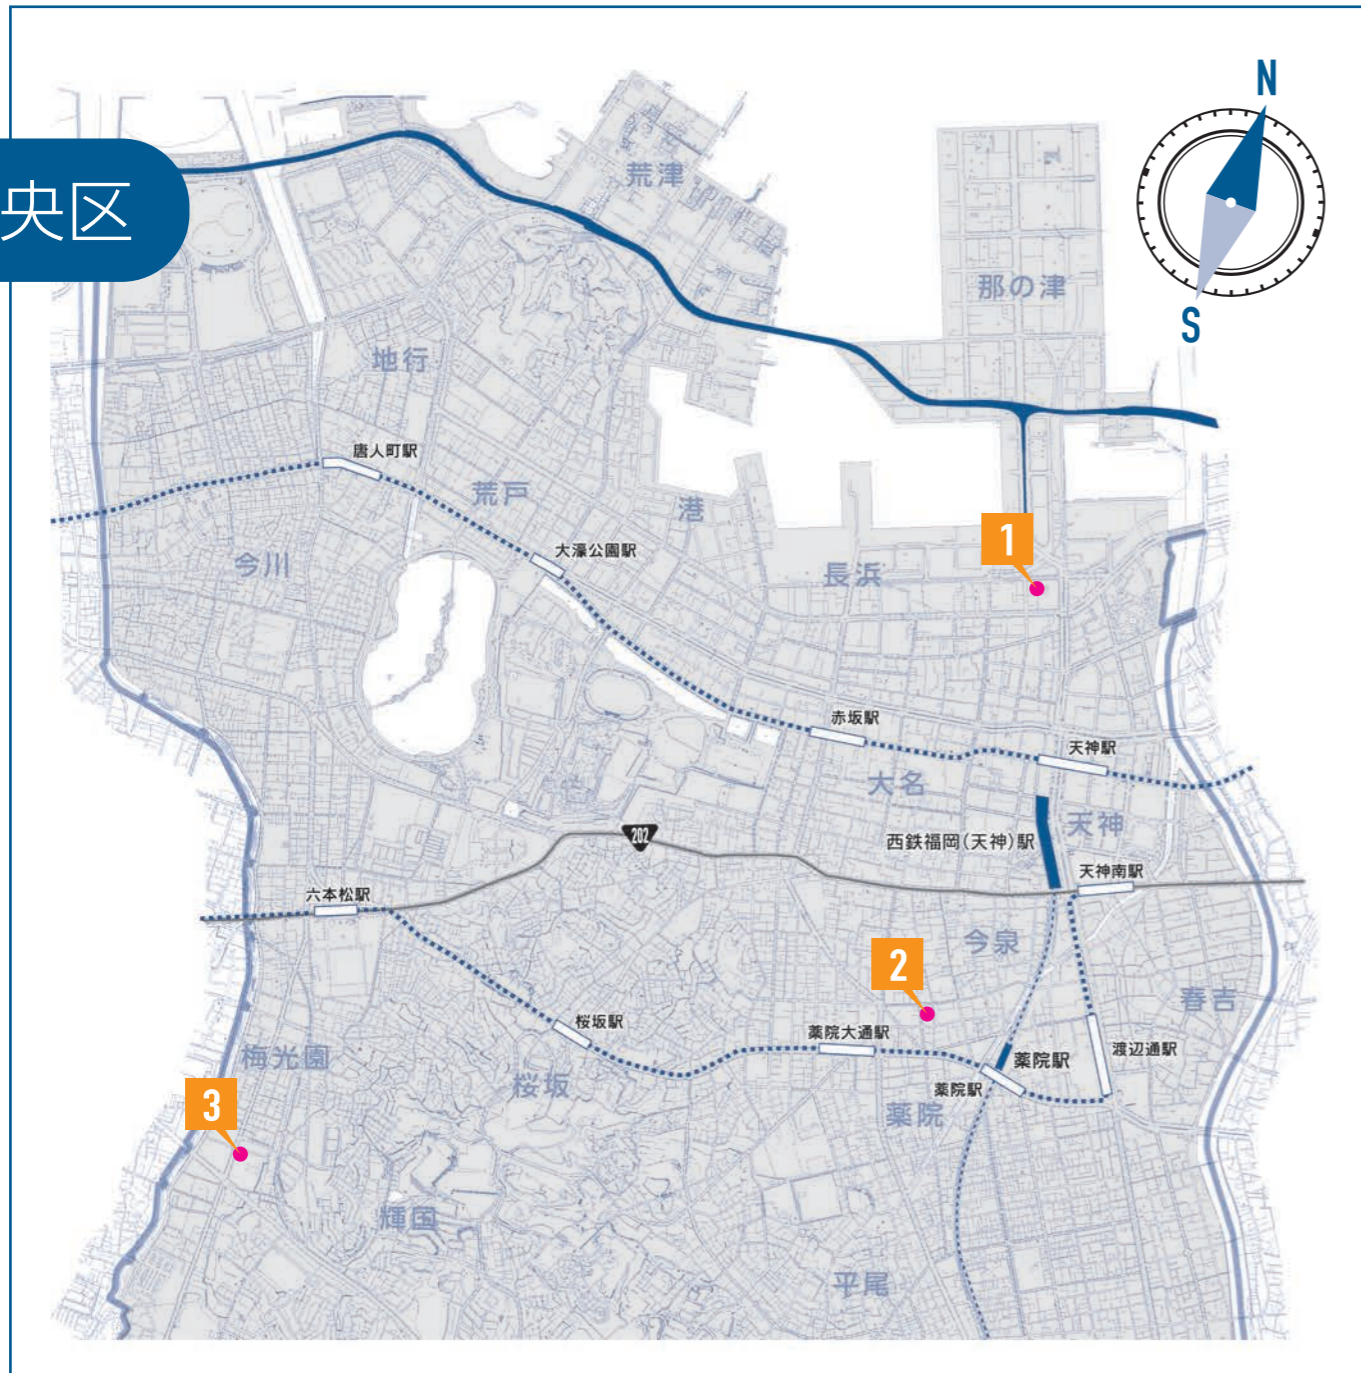 N
荒津
央区
那の津
S
地行
唐人町駅
荒戸
港
大濠公園駅
1
今川
長浜
赤坂駅
天神駅
大名
天神
202
西鉄福岡(天神)駅
天神南駅
六本松駅
今泉
2
春吉
桜坂駅
薬院大通駅
渡辺通駅
梅光園
薬院駅
桜坂
薬院駅
3
薬院
輝国
平尾